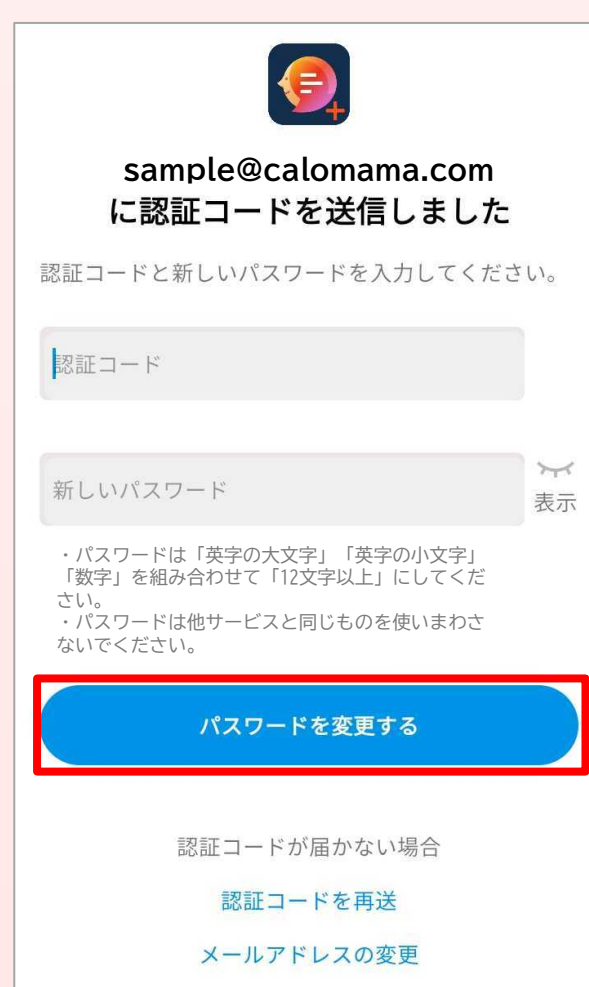 sample@calomama.com
に認証コードを送信しました
認証コードと新しいパスワードを入力してください。
認証コード
新しいパスワード
表示
・パスワードは「英字の大文字」「英字の小文字」
「数字」を組み合わせて「12文字以上」にしてくだ
さい。
・パスワードは他サービスと同じものを使いまわさ
ないでください。
パスワードを変更する
認証コードが届かない場合
認証コードを再送
メールアドレスの変更